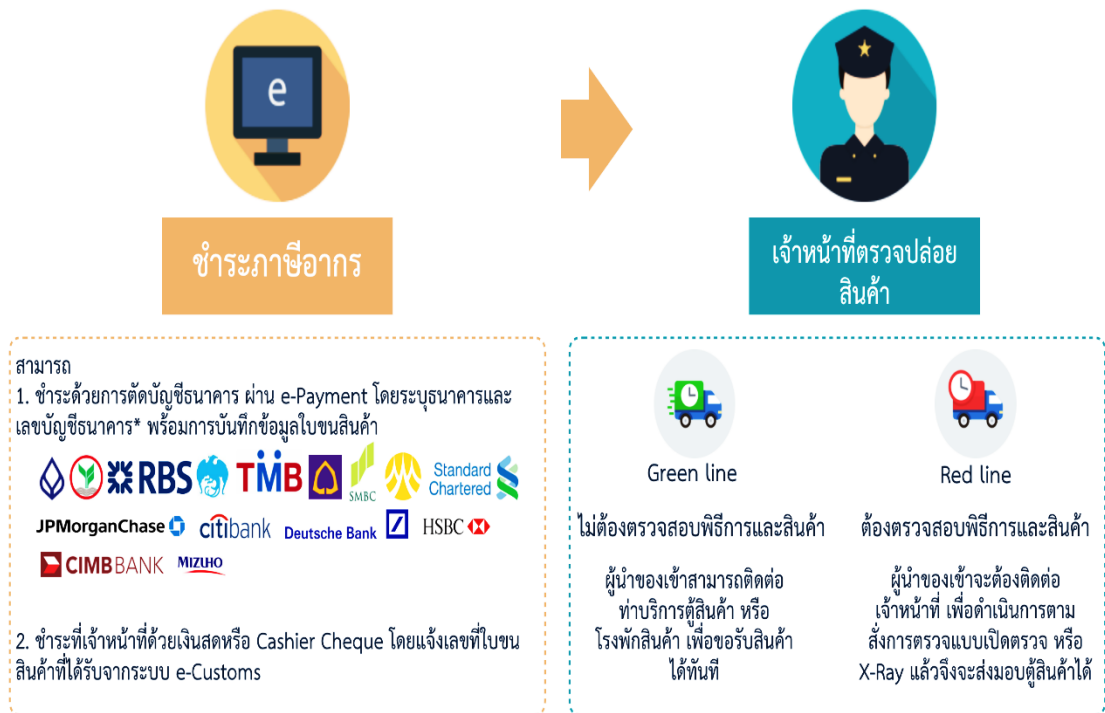 e
ชำระภาษีอากร
สามารถ
1. ชำระด้วยการตัดบัญชีธนาคาร ผ่าน e-Payment โดยระบุธนาคารและ
เลขบัญชีธนาคาร* พร้อมการบันทึกข้อมูลใบขนสินค้า
RBS TMB SMBC Standard
Chartered
JPMorganChase citibank Deutsche Bank HSBC
CIMB BANK MIZUHO
2. ชำระที่เจ้าหน้าที่ด้วยเงินสดหรือ Cashier Cheque โดยแจ้งเลขที่ใบขน
สินค้าที่ได้รับจากระบบ e-Customs
เจ้าหน้าที่ตรวจปล่อย
สินค้า
Green line
ไม่ต้องตรวจสอบพิธีการและสินค้า
ผู้นำของเข้าสามารถติดต่อ
ท่าบริการตู้สินค้า หรือ
โรงพักสินค้า เพื่อขอรับสินค้า
ได้ทันที
Red line
ต้องตรวจสอบพิธีการและสินค้า
ผู้นำของเข้าจะต้องติดต่อ
เจ้าหน้าที่ เพื่อดำเนินการตาม
สั่งการตรวจแบบเปิดตรวจ หรือ
X-Ray แล้วจึงจะส่งมอบตู้สินค้าได้